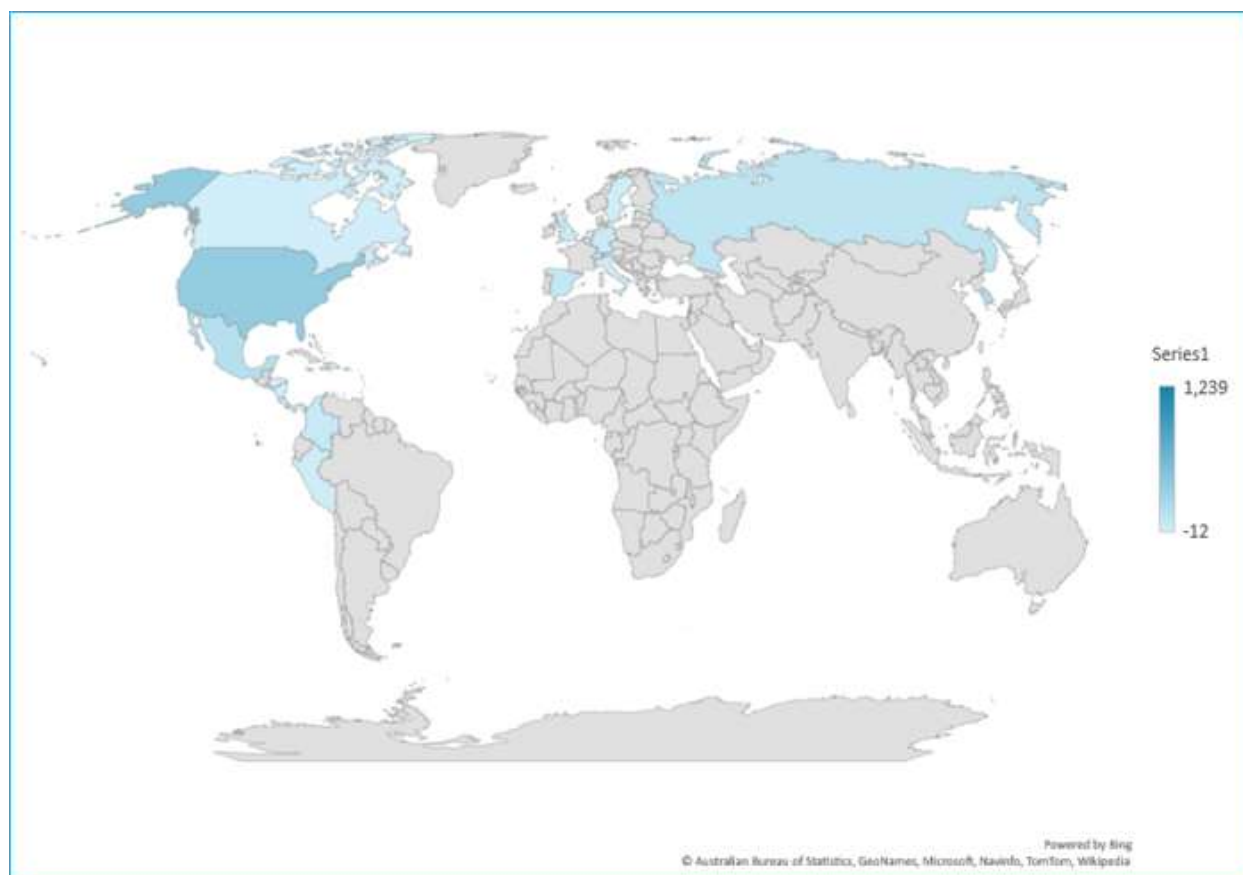 Series1
1,239
-12
Powered by Bing
© Australian Bureau of Statistics, GeoNames, Microsoft, Navinfo, TomTom, Wikipedia